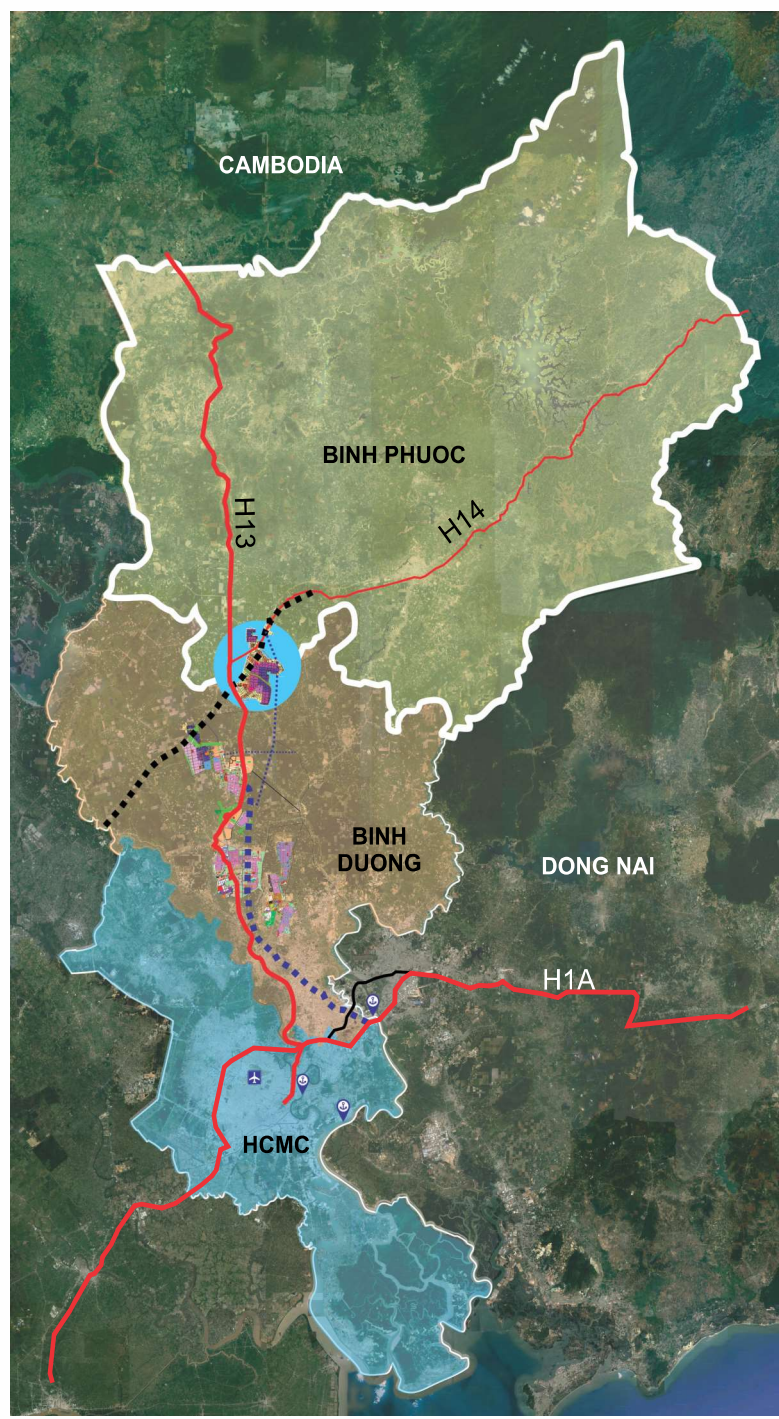 CAMBODIA
BINH PHUOC
H13
H14
BINH
DUONG
DONG NAI
H1A
HCMC